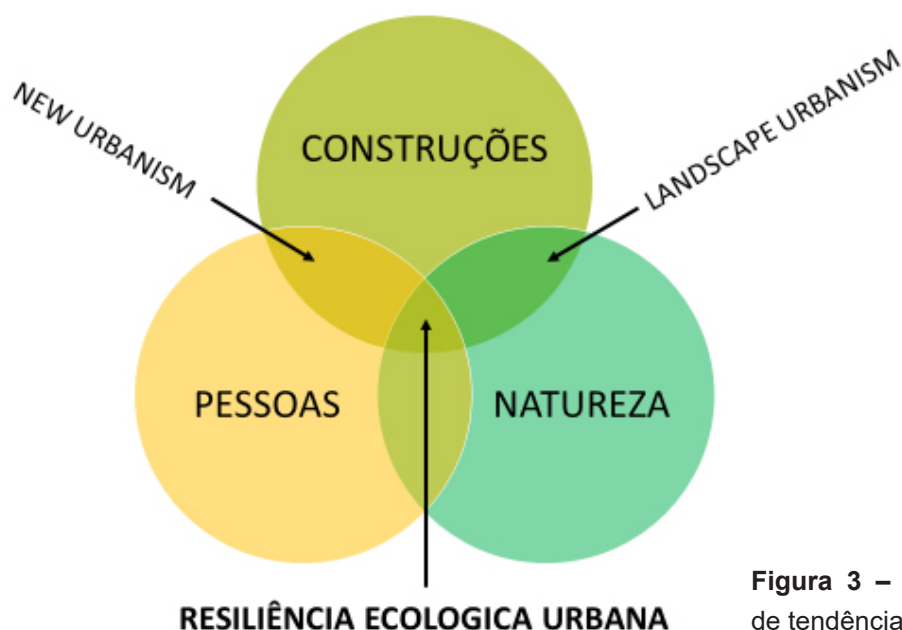 NEW URBANISM
LANDSCAPE URBANISM
CONSTRUÇÕES
PESSOAS
NATUREZA
RESILIÊNCIA ECOLOGICA URBANA
Figura 3 –
de tendência